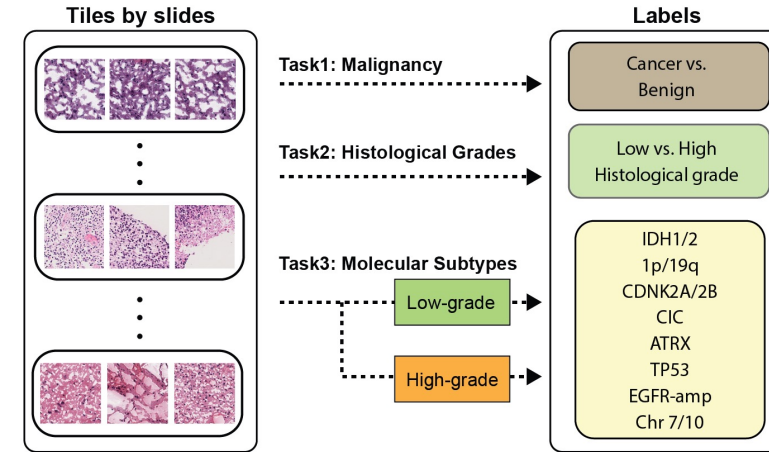 Tiles by slides
Labels
Task1: Malignancy
Cancer vs.
Benign
Task2: Histological Grades
Low vs. High
Histological grade
Task3: Molecular Subtypes
Low-grade
High-grade
IDH1/2
1p/19q
CDNK2A/2B
CIC
ATRX
TP53
EGFR-amp
Chr 7/10